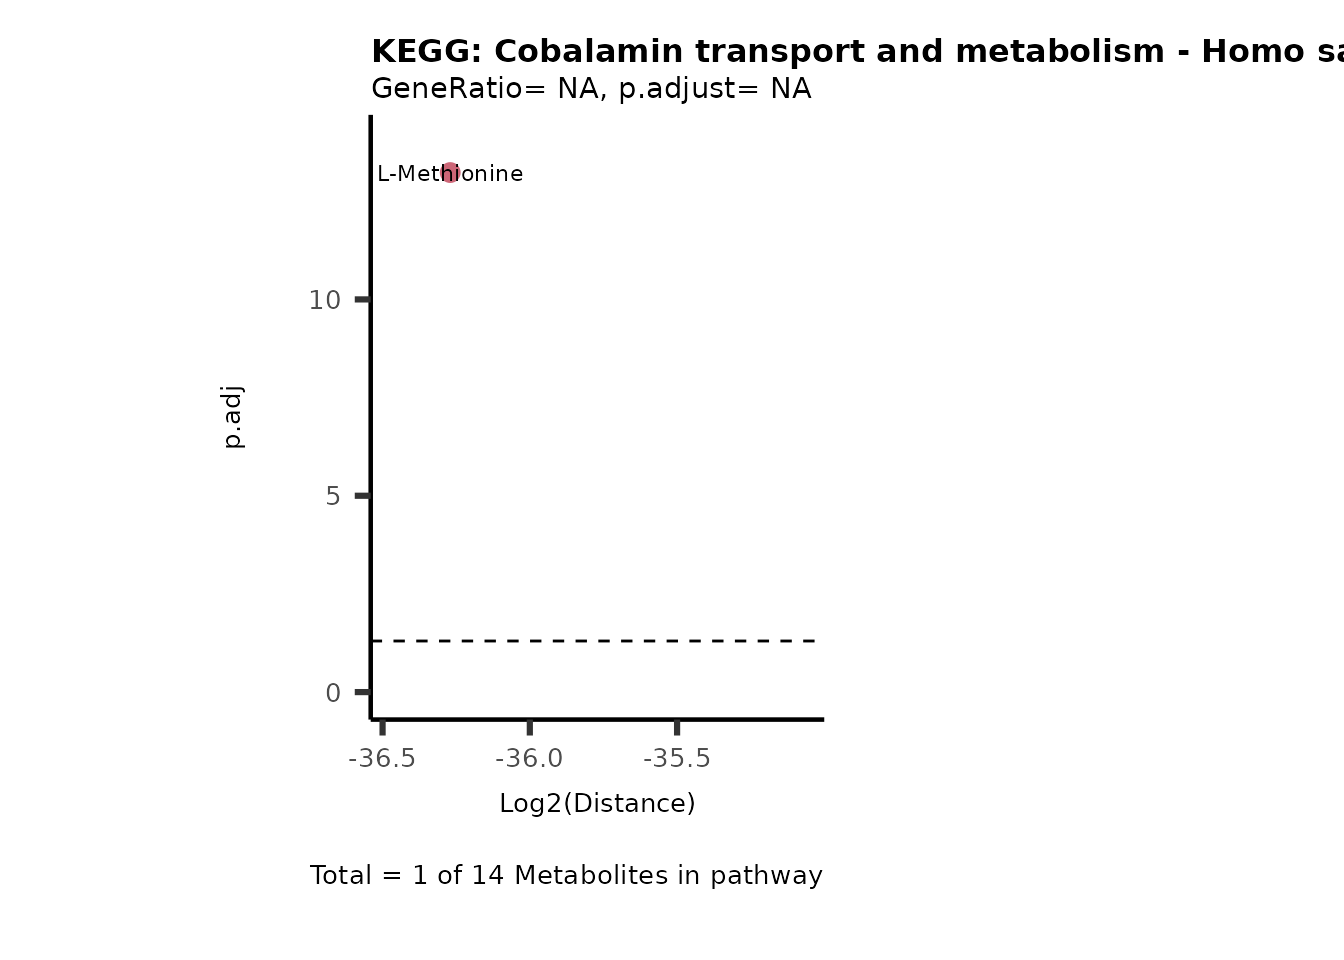 KEGG: Cobalamin transport and metabolism - Homo sa
GeneRatio= NA, p.adjust= NA
L-Methionine
10
5
0
p.adj
-36.5 -36.0 -35.5
Log2(Distance)
Total = 1 of 14 Metabolites in pathway